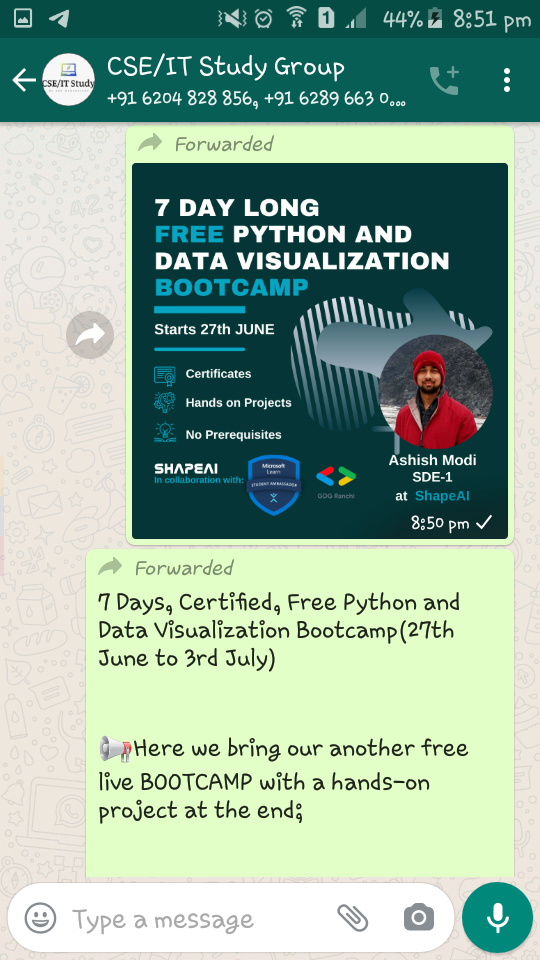 44% 8:51 pm
CSE/IT Study
CSE/IT Study Group
+91 6204 828 856, +91 6289 663 0...
Forwarded
7 DAY LONG
FREE PYTHON AND
DATA VISUALIZATION
BOOTCAMP
Starts 27th JUNE
Certificates
Hands on Projects
No Prerequisites
SHAPEAI
In collaboration with:
Microsoft
Learn
STUDENT AMBASSADOR
GDG Ranchi
Ashish Modi
SDE-1
at ShapeAI
8:50 pm
Forwarded
7 Days, Certified, Free Python and
Data Visualization Bootcamp(27th
June to 3rd July)
Here we bring our another free
live BOOTCAMP with a hands-on
project at the end;
Type a message